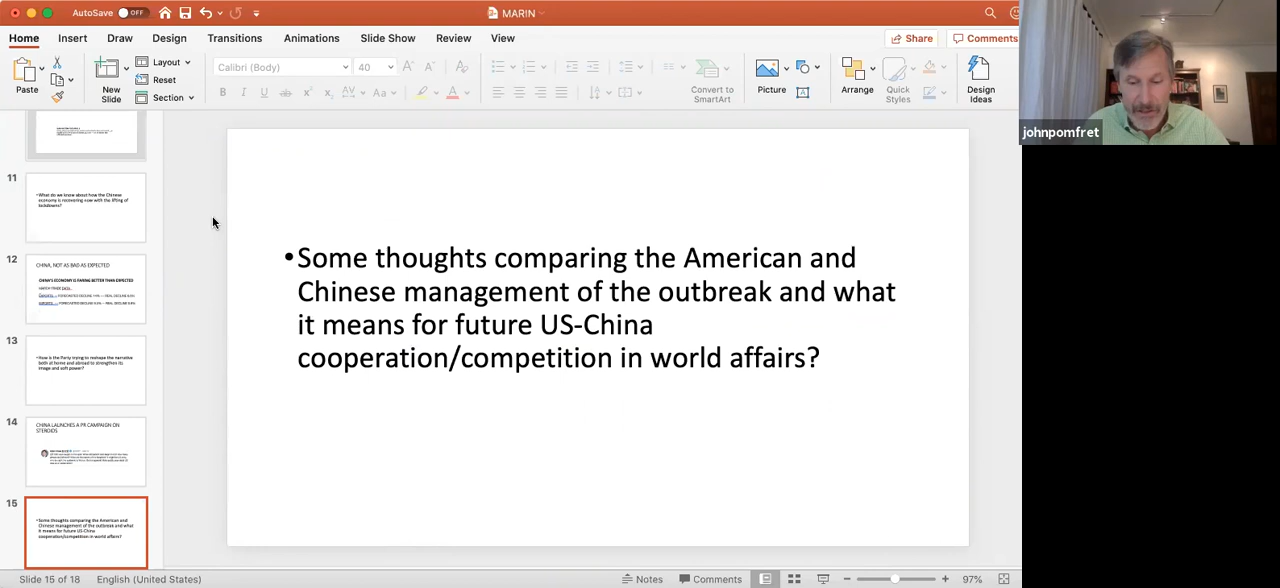 AutoSave OFF
MARIN
Home Insert Draw Design Transitions Animations Slide Show Review View
Share Comments
Paste
New
Slide
Layout
Reset
Section
Calibri (Body) 40
Convert to
SmartArt
Picture
Arrange
Quick
Styles
Design
Ideas
johnpomfret
11
•What do we know about how the Chinese
economy is recovering now with the lifting of
lockdowns?
12
CHINA, NOT AS BAD AS EXPECTED
CHINA'S ECONOMY IS FARING BETTER THAN EXPECTED
13
•How is the Party trying to reshape the narrative
both at home and abroad to strengthen its
image and soft power?
14
CHINA LAUNCHES A PR CAMPAIGN ON
STEROIDS
15
•Some thoughts comparing the American and
Chinese management of the outbreak and what
it means for future US-China
cooperation/competition in world affairs?
•Some thoughts comparing the American and
Chinese management of the outbreak and what
it means for future US-China
cooperation/competition in world affairs?
Slide 15 of 18 English (United States)
Notes Comments
97%